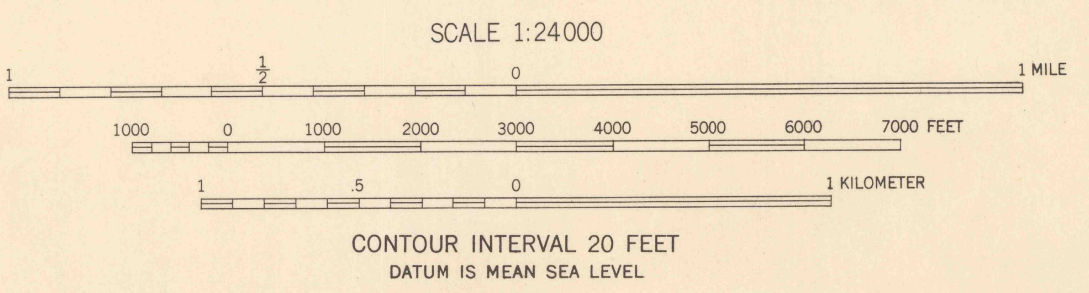 SCALE 1:24000
1 1/2 0 1 MILE
1000 0 1000 2000 3000 4000 5000 6000 7000 FEET
1 .5 0 1 KILOMETER
CONTOUR INTERVAL 20 FEET
DATUM IS MEAN SEA LEVEL